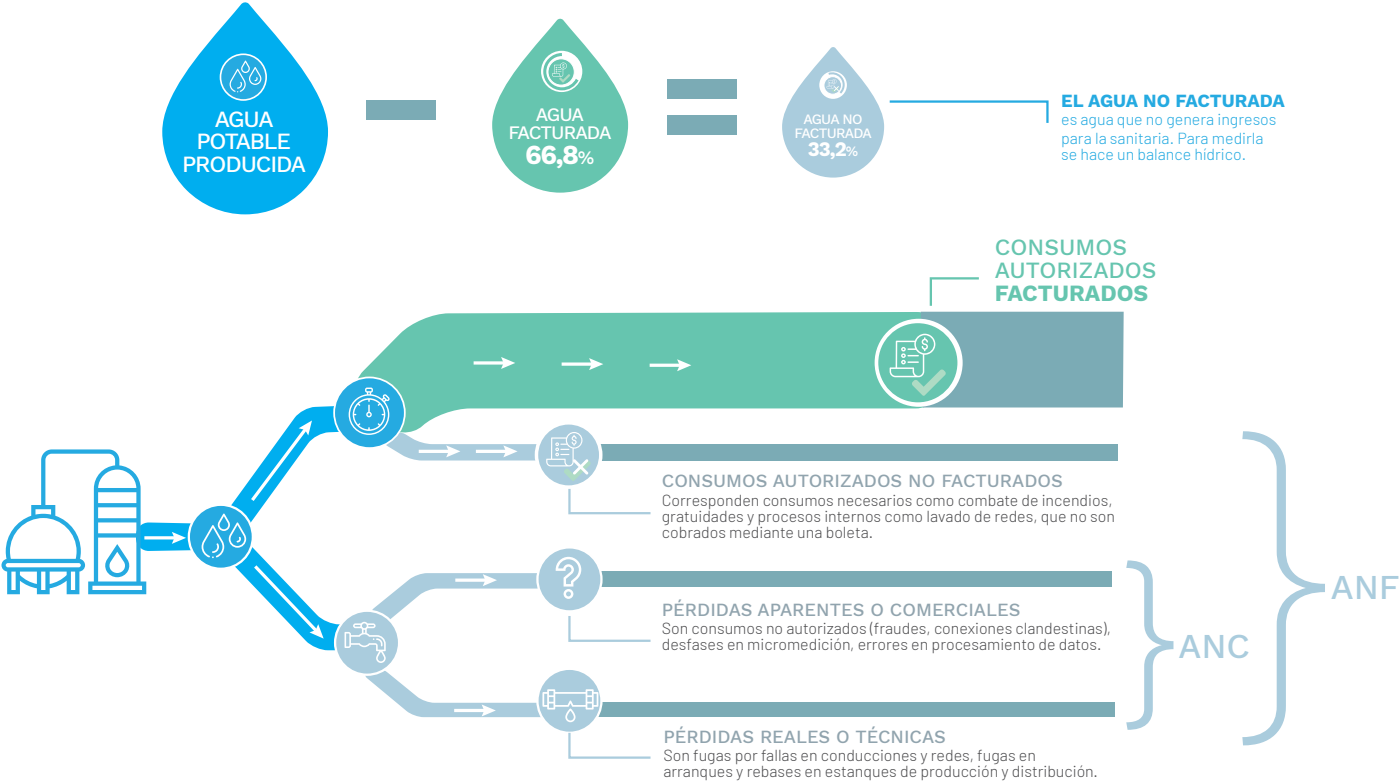 AGUA
POTABLE
PRODUCIDA
AGUA
FACTURADA
66,8%
AGUA NO
FACTURADA
33,2%
EL AGUA NO FACTURADA
es agua que no genera ingresos
para la sanitaria. Para medirla
se hace un balance hídrico.
CONSUMOS
AUTORIZADOS
FACTURADOS
$
$
CONSUMOS AUTORIZADOS NO FACTURADOS
Corresponden consumos necesarios como combate de incendios,
gratuidades y procesos internos como lavado de redes, que no son
cobrados mediante una boleta.
?
PÉRDIDAS APARENTES O COMERCIALES
Son consumos no autorizados (fraudes, conexiones clandestinas),
desfases en micromedición, errores en procesamiento de datos.
ANC
ANF
PÉRDIDAS REALES O TÉCNICAS
Son fugas por fallas en conducciones y redes, fugas en
arranques y rebases en estanques de producción y distribución.